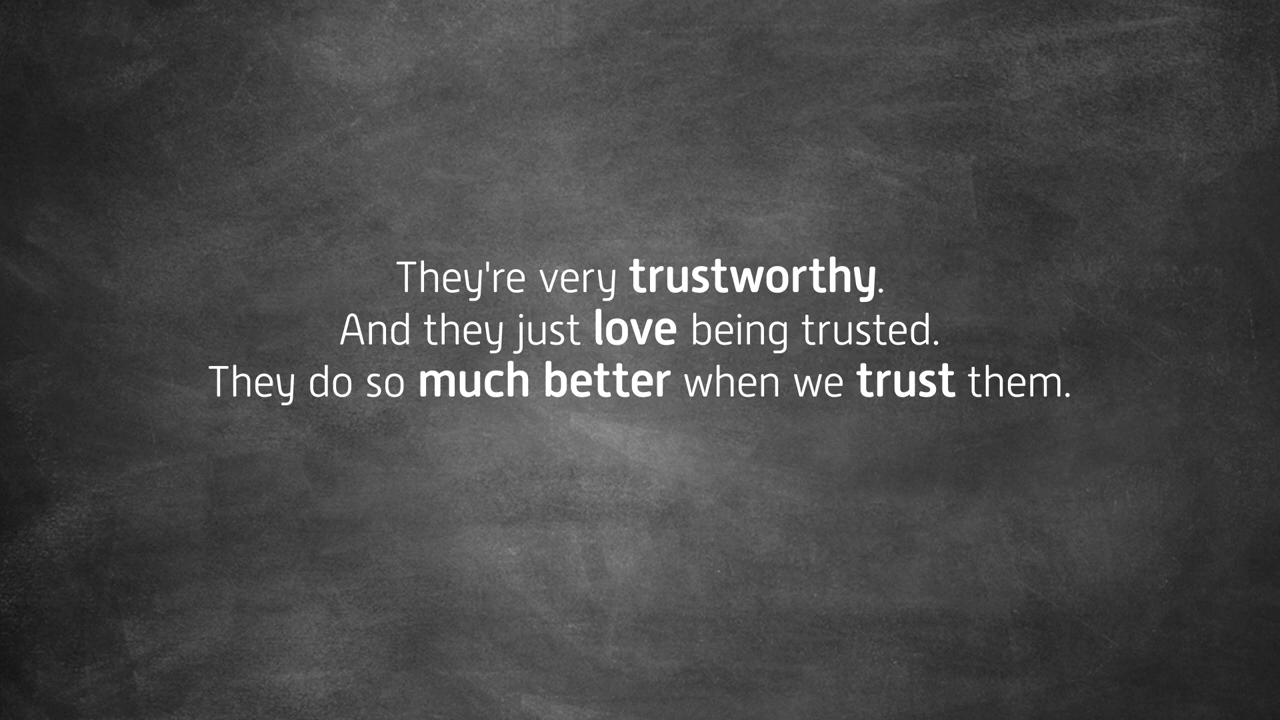 They're very trustworthy.
And they just love being trusted.
They do so much better when we trust them.